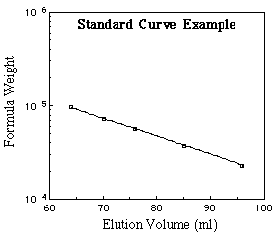 Standard Curve Example
Formula Weight
10 6
10 5
10 4
60 70 80 90 100
Elution Volume (ml)